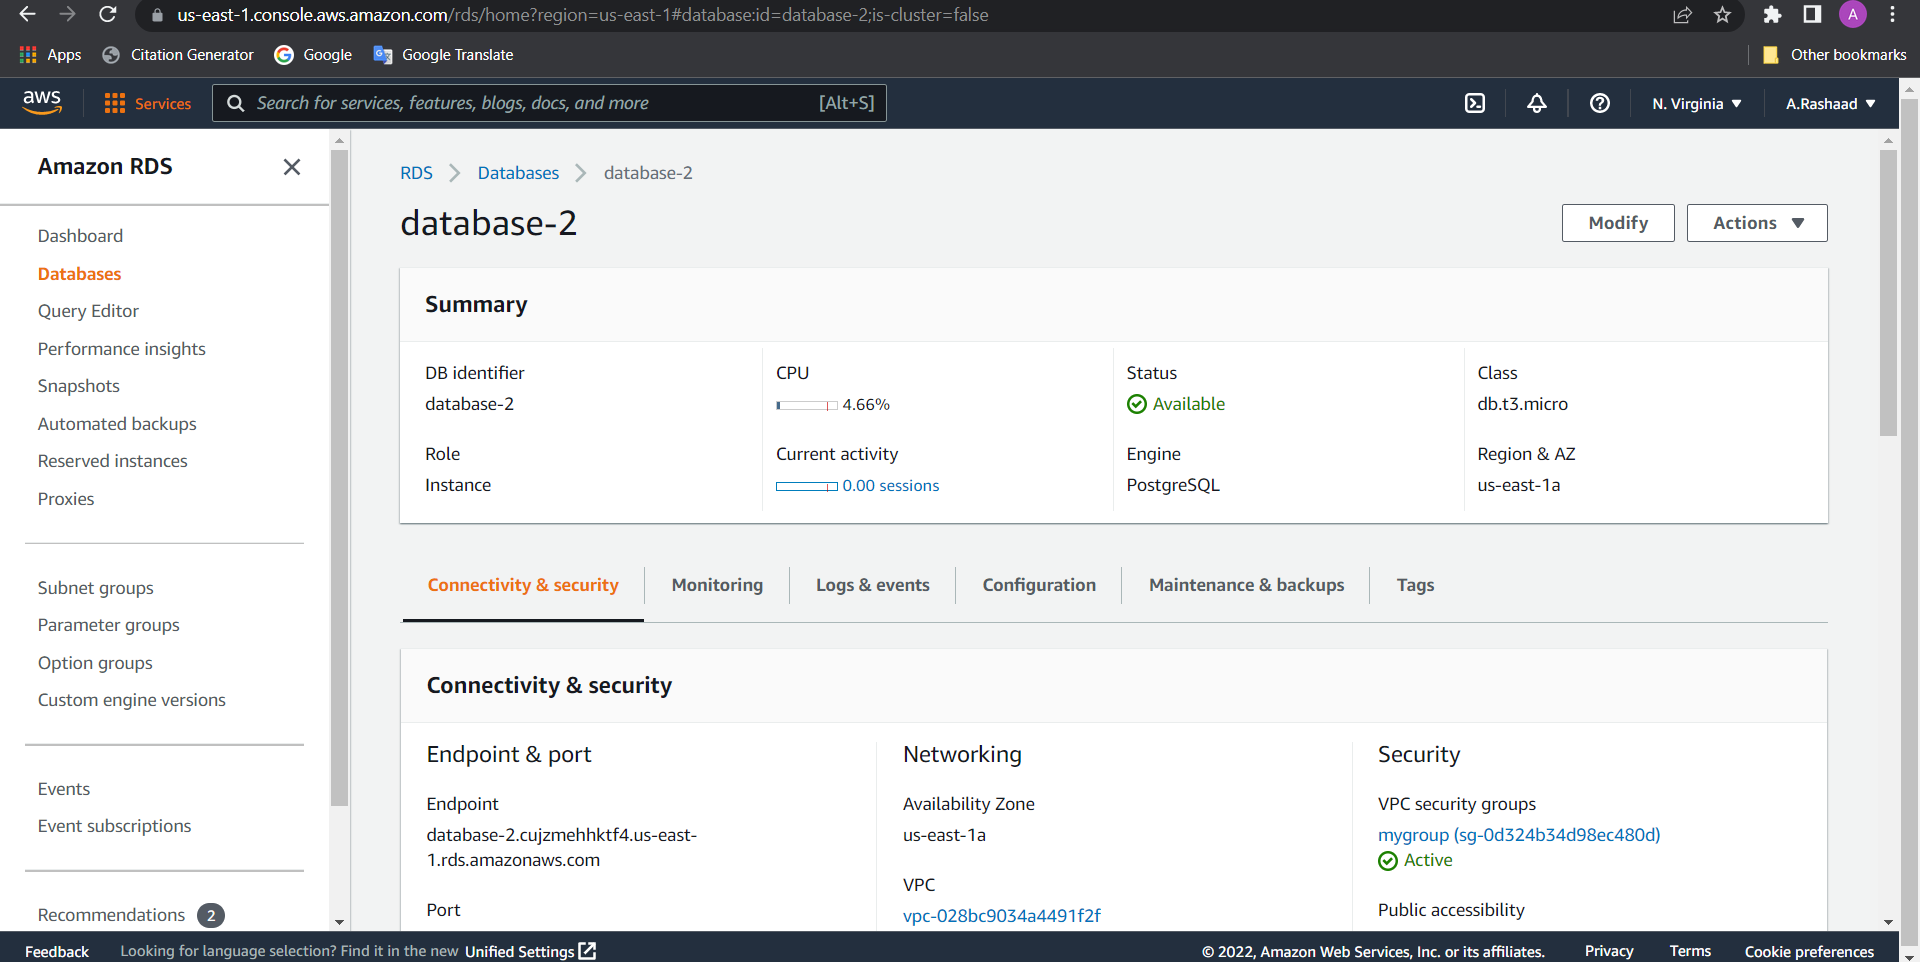 us-east-1.console.aws.amazon.com/rds/home?region=us-east-1#database:id=database-2;is-cluster=false
A
Apps
Citation Generator
Google
Google Translate
Other bookmarks
aws
Services
Search for services, features, blogs, docs, and more
[Alt+S]
N. Virginia
A.Rashaad
Amazon RDS
Dashboard
Databases
Query Editor
Performance insights
Snapshots
Automated backups
Reserved instances
Proxies
Subnet groups
Parameter groups
Option groups
Custom engine versions
Events
Event subscriptions
Recommendations 2
RDS
Databases
database-2
database-2
Modify
Actions
Summary
DB identifier
database-2
CPU
4.66%
Status
Available
Class
db.t3.micro
Role
Instance
Current activity
0.00 sessions
Engine
PostgreSQL
Region & AZ
us-east-1a
Connectivity & security
Monitoring
Logs & events
Configuration
Maintenance & backups
Tags
Connectivity & security
Endpoint & port
Endpoint
database-2.cujzmehhktf4.us-east-
1.rds.amazonaws.com
Port
Networking
Availability Zone
us-east-1a
VPC
vpc-028bc9034a4491f2f
Security
VPC security groups
mygroup (sg-0d324b34d98ec480d)
Active
Public accessibility
Feedback
Looking for language selection? Find it in the new Unified Settings
© 2022, Amazon Web Services, Inc. or its affiliates.
Privacy
Terms
Cookie preferences